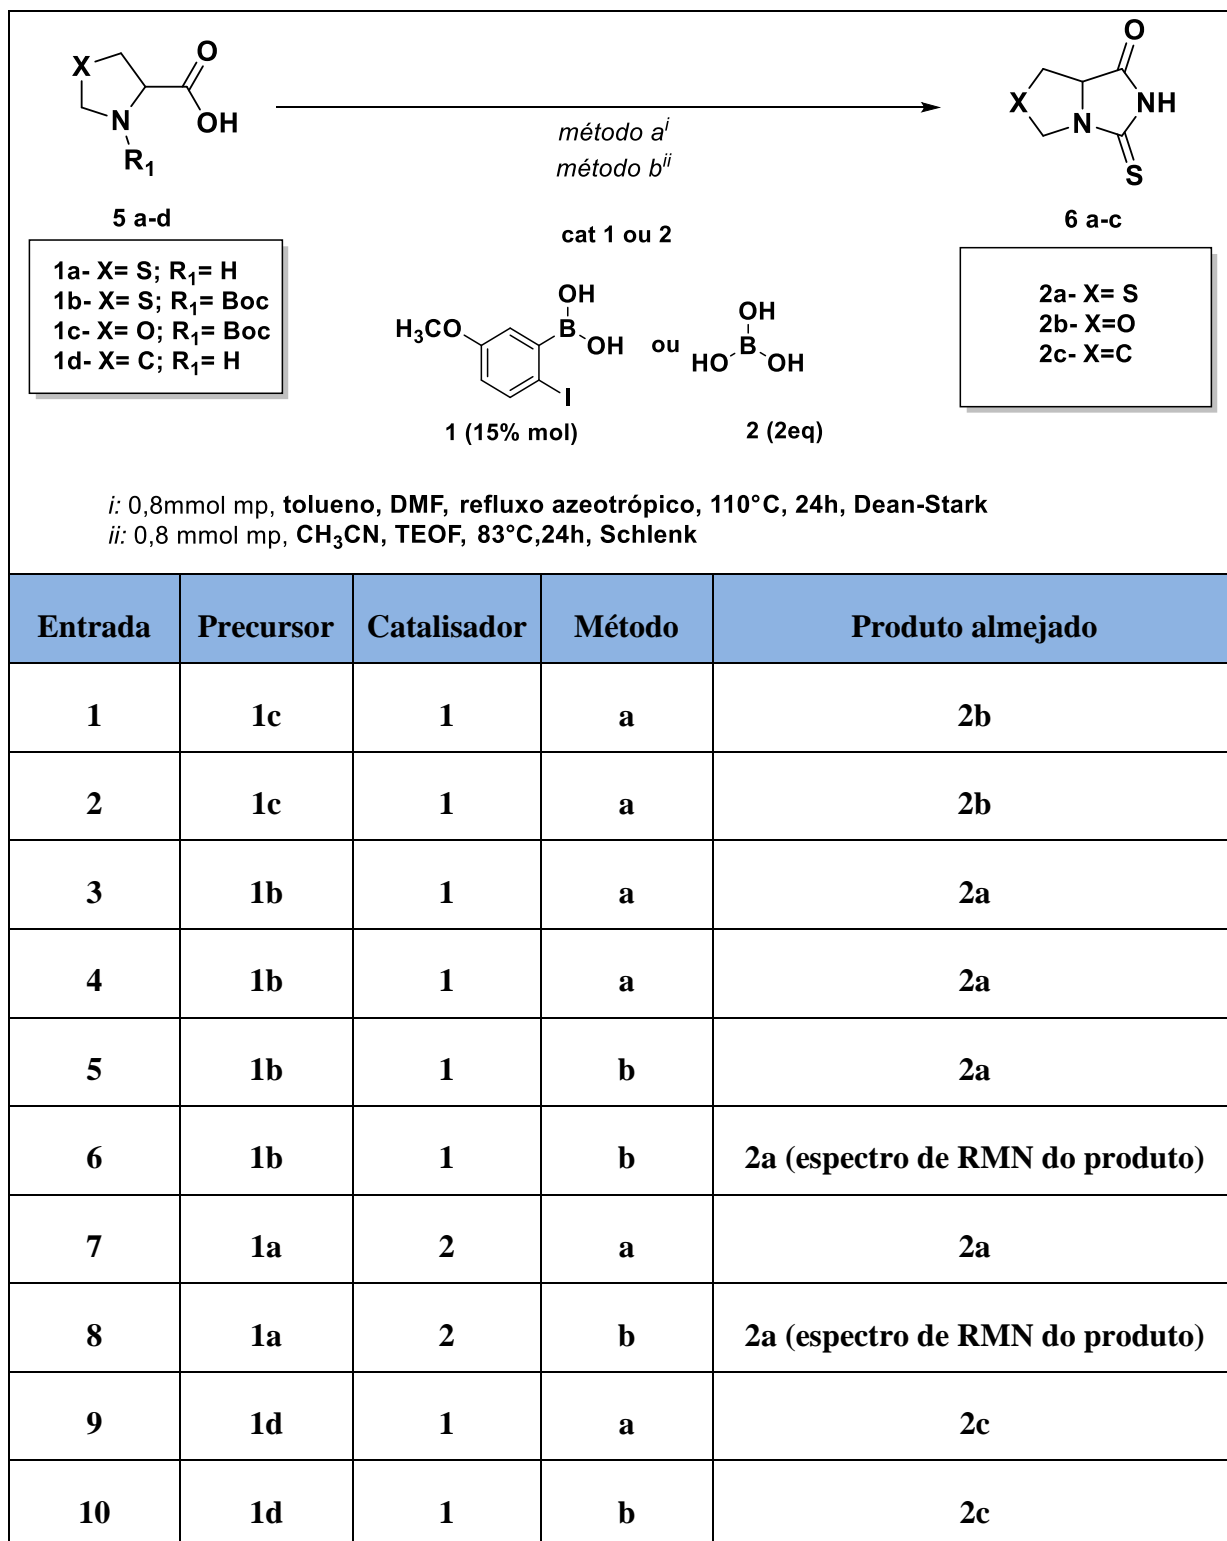 X
O
OH
N
R1
5 a-d
1a- X= S; R1= H
1b- X= S; R1= Boc
1c- X= O; R1= Boc
1d- X= C; R1= H
método a^i
método b^ii
cat 1 ou 2
H3CO
OH
B
OH
I
1 (15% mol)
ou
OH
B
HO
OH
2 (2eq)
O
X
N
NH
S
6 a-c
2a- X= S
2b- X=O
2c- X=C
i: 0,8mmol mp, tolueno, DMF, refluxo azeotrópico, 110°C, 24h, Dean-Stark
ii: 0,8 mmol mp, CH3CN, TEOF, 83°C,24h, Schlenk
Entrada Precursor Catalisador Método Produto almejado
1 1c 1 a 2b
2 1c 1 a 2b
3 1b 1 a 2a
4 1b 1 a 2a
5 1b 1 b 2a
6 1b 1 b 2a (espectro de RMN do produto)
7 1a 2 a 2a
8 1a 2 b 2a (espectro de RMN do produto)
9 1d 1 a 2c
10 1d 1 b 2c